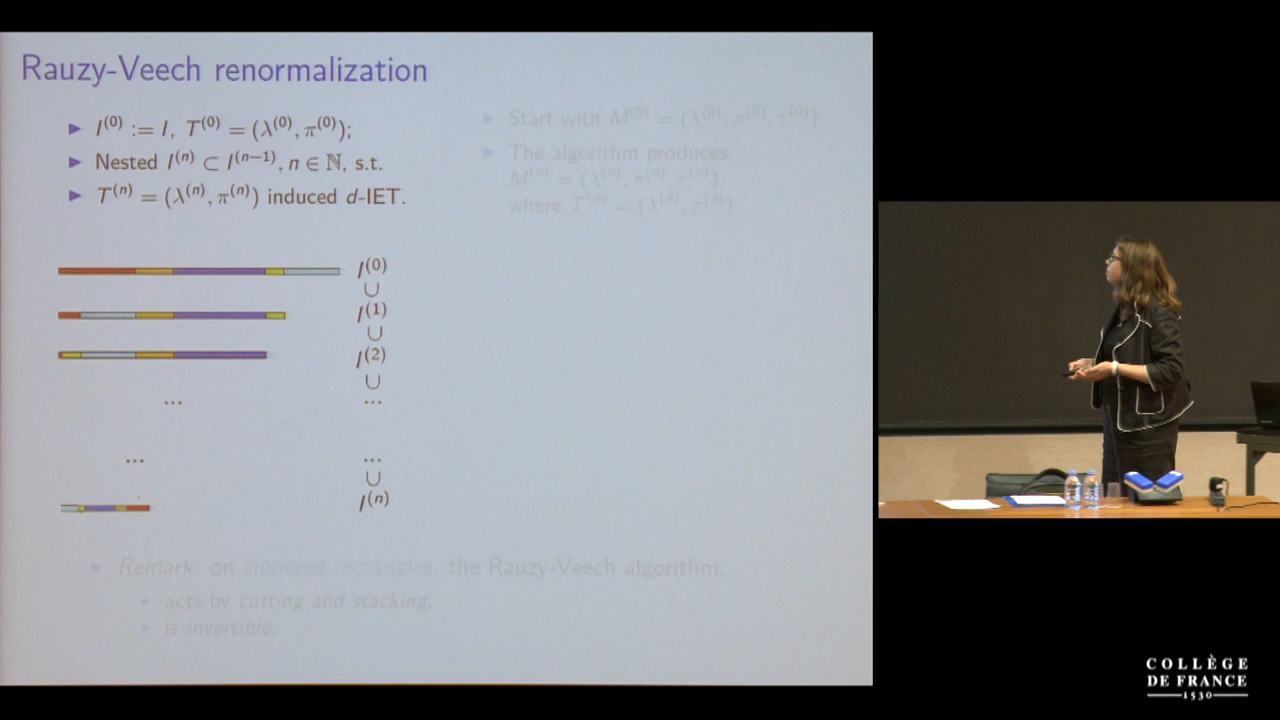 Rauzy-Veech renormalization
▶ I⁽⁰⁾ := I, T⁽⁰⁾ = (λ⁽⁰⁾, π⁽⁰⁾);
▶ Nested I⁽ⁿ⁾ ⊂ I⁽ⁿ⁻¹⁾, n ∈ ℕ, s.t.
▶ T⁽ⁿ⁾ = (λ⁽ⁿ⁾, π⁽ⁿ⁾) induced d-IET.
▶ Start with M⁽⁰⁾ = (λ⁽⁰⁾, π⁽⁰⁾, τ⁽⁰⁾)
▶ The algorithm produces
M⁽ⁿ⁾ = (λ⁽ⁿ⁾, π⁽ⁿ⁾, τ⁽ⁿ⁾)
where T⁽ⁿ⁾ = (λ⁽ⁿ⁾, π⁽ⁿ⁾)
I⁽⁰⁾
∪
I⁽¹⁾
∪
I⁽²⁾
∪
... ...
... ...
∪
I⁽ⁿ⁾
▶ Remark: on zippered rectangles, the Rauzy-Veech algorithm:
▶ acts by cutting and stacking;
▶ is invertible.
COLLÈGE
DE FRANCE
1530